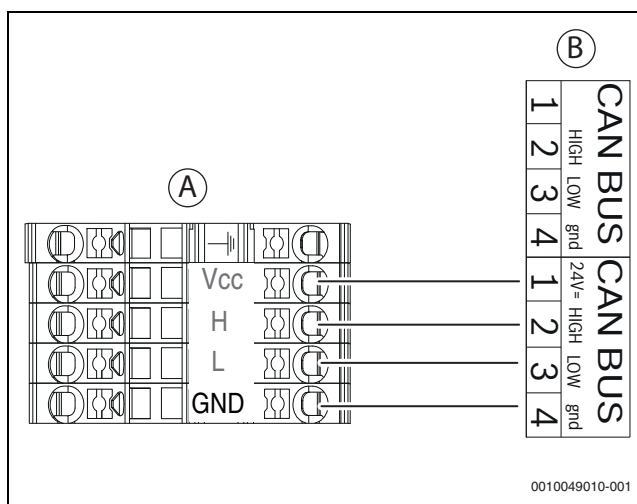 B
A
CAN BUS
1
2 HIGH
3 LOW
4 gnd
CAN BUS
1 24V=
2 HIGH
3 LOW
4 gnd
Vcc
H
L
GND
0010049010-001